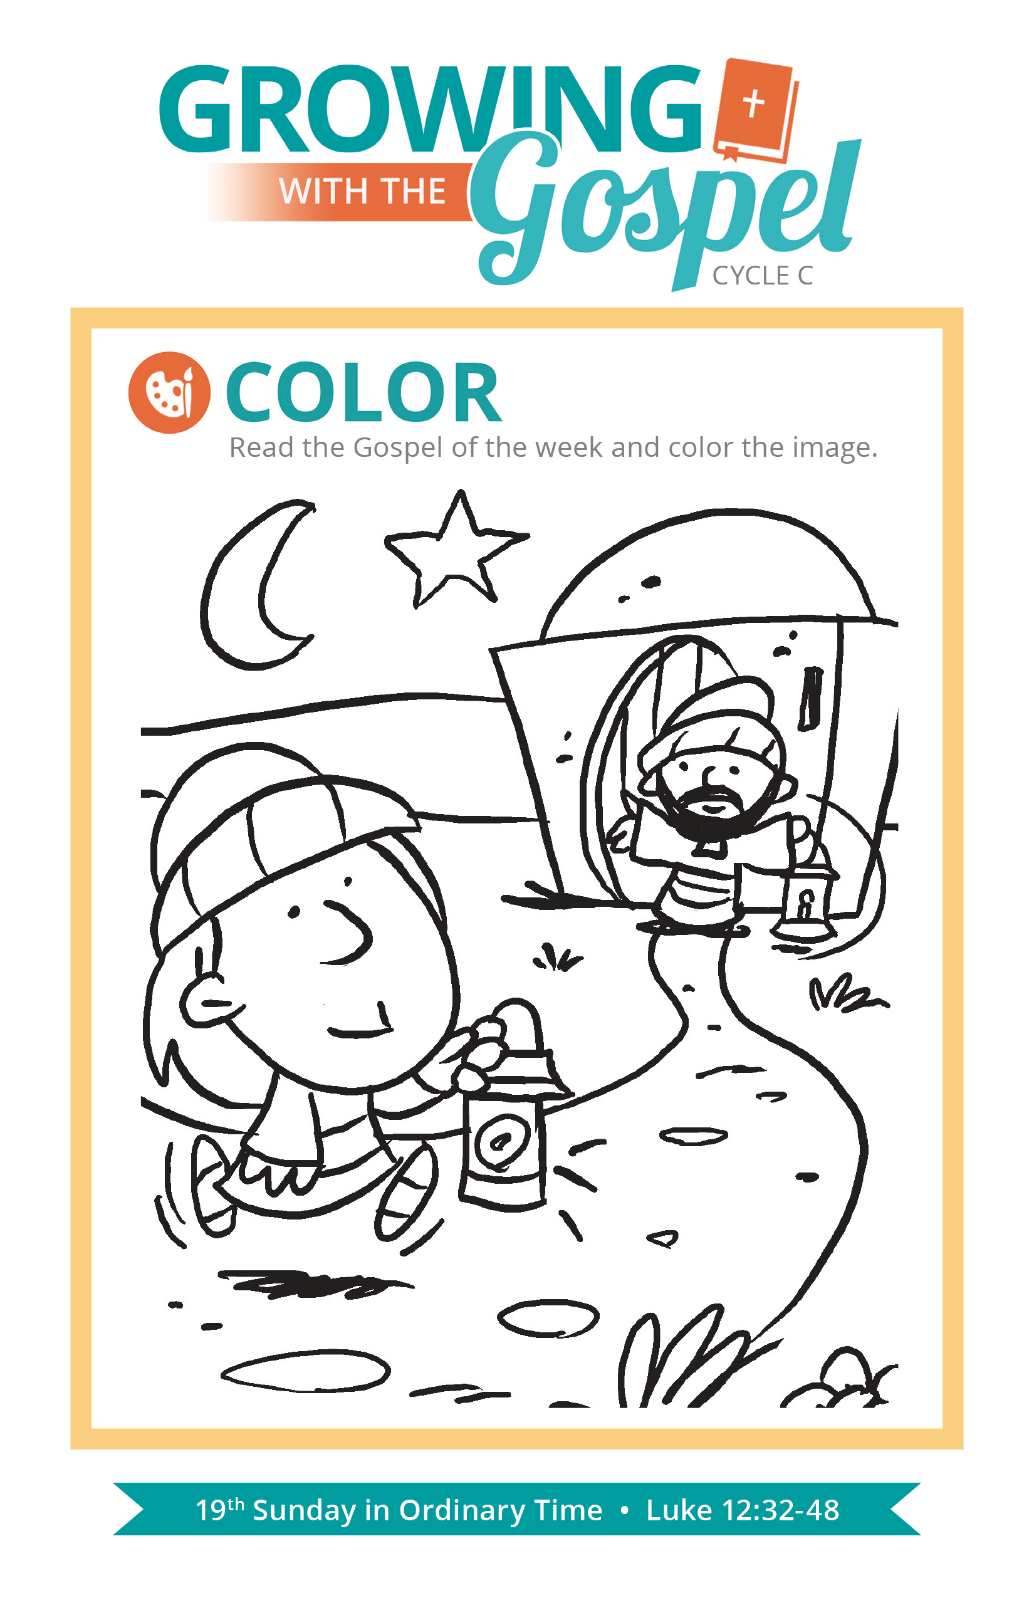 GROWING
WITH THE Gospel
CYCLE C
COLOR
Read the Gospel of the week and color the image.
19th Sunday in Ordinary Time • Luke 12:32-48